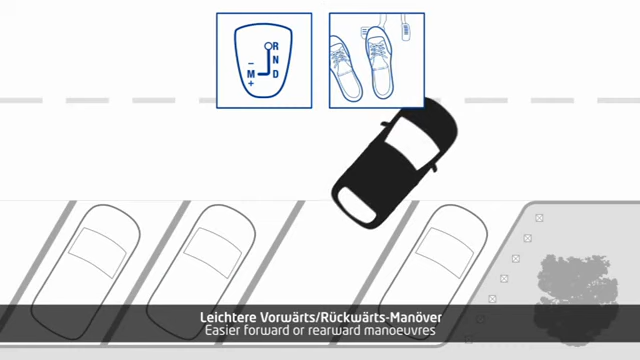 R
N
– M D
+
Leichtere Vorwärts/Rückwärts-Manöver
Easier forward or rearward manoeuvres